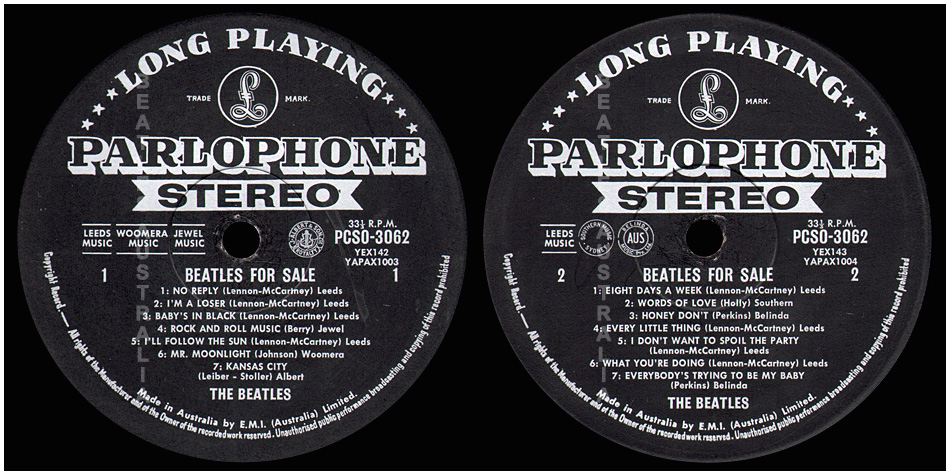 LONG PLAYING
TRADE £ MARK.
PARLOPHONE
STEREO
33⅓ R.P.M.
LEEDS MUSIC
WOOMERA MUSIC
JEWEL MUSIC
PCSO-3062
YEX142
YAPAX1003
1 BEATLES FOR SALE 1
1: NO REPLY (Lennon-McCartney) Leeds
2: I'M A LOSER (Lennon-McCartney) Leeds
3: BABY'S IN BLACK (Lennon-McCartney) Leeds
4: ROCK AND ROLL MUSIC (Berry) Jewel
5: I'LL FOLLOW THE SUN (Lennon-McCartney) Leeds
6: MR. MOONLIGHT (Johnson) Woomera
7: KANSAS CITY
(Leiber – Stoller) Albert
THE BEATLES
Copyright Record.— All rights of the Manufacturer and of the Owner of the recorded work reserved. Unauthorised public performance broadcasting and copying of this record prohibited
Made in Australia by E.M.I. (Australia) Limited.
LONG PLAYING
TRADE £ MARK.
PARLOPHONE
STEREO
33⅓ R.P.M.
LEEDS MUSIC
SOUTHERN MUSIC SYDNEY
BELINDA AUS
PCSO-3062
YEX143
YAPAX1004
2 BEATLES FOR SALE 2
1: EIGHT DAYS A WEEK (Lennon-McCartney) Leeds
2: WORDS OF LOVE (Holly) Southern
3: HONEY DON'T (Perkins) Belinda
4: EVERY LITTLE THING (Lennon-McCartney) Leeds
5: I DON'T WANT TO SPOIL THE PARTY
(Lennon-McCartney) Leeds
6: WHAT YOU'RE DOING (Lennon-McCartney) Leeds
7: EVERYBODY'S TRYING TO BE MY BABY
(Perkins) Belinda
THE BEATLES
Copyright Record.— All rights of the Manufacturer and of the Owner of the recorded work reserved. Unauthorised public performance broadcasting and copying of this record prohibited
Made in Australia by E.M.I. (Australia) Limited.